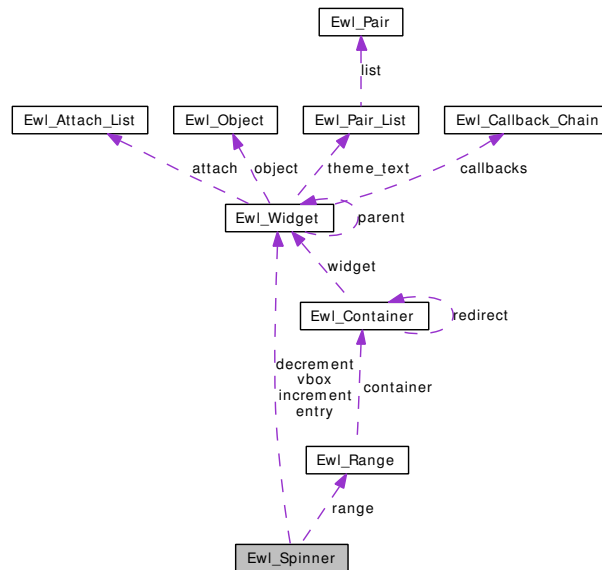 Ewl_Pair
list
Ewl_Attach_List
Ewl_Object
Ewl_Pair_List
Ewl_Callback_Chain
attach
object
theme_text
callbacks
Ewl_Widget
parent
widget
Ewl_Container
redirect
decrement
vbox
increment
entry
container
Ewl_Range
range
Ewl_Spinner